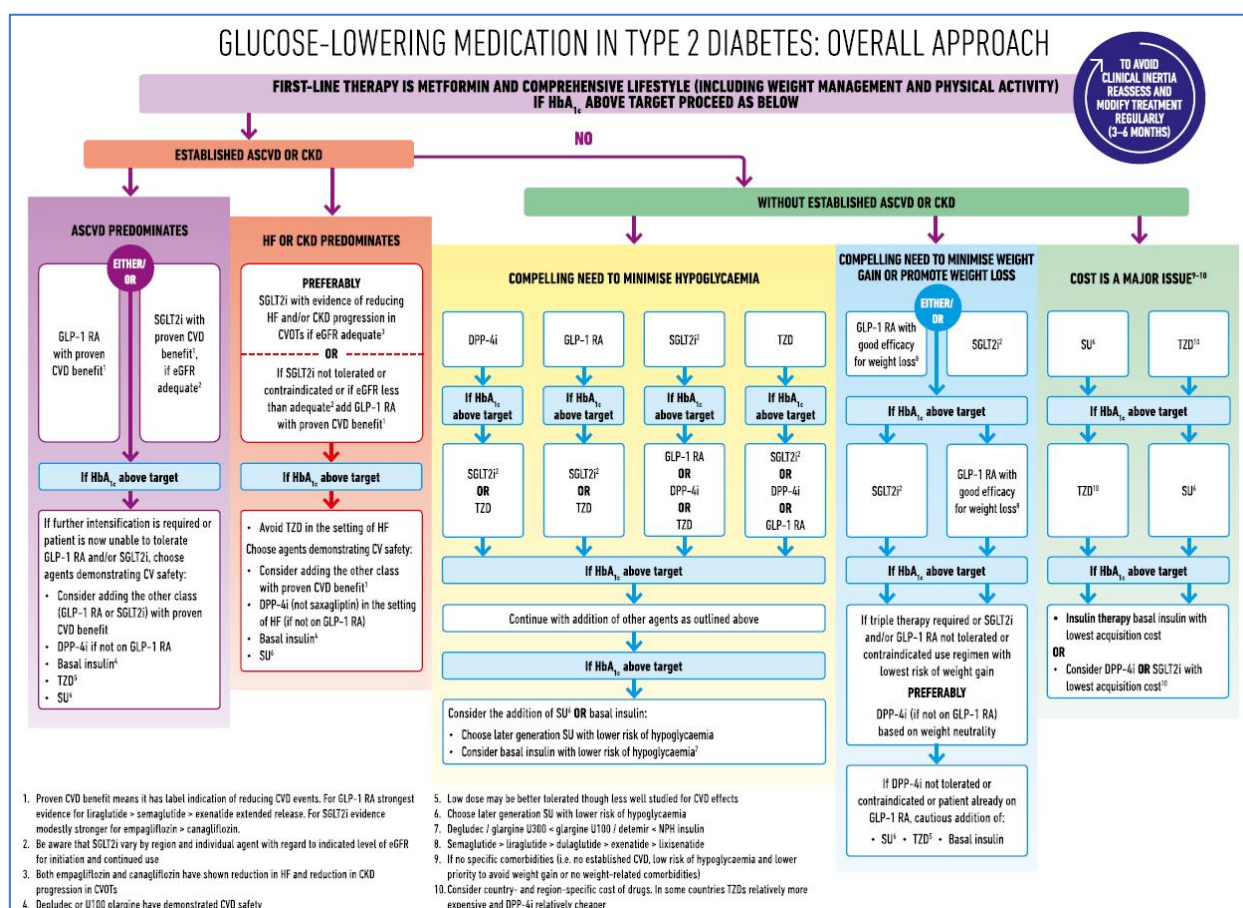 GLUCOSE-LOWERING MEDICATION IN TYPE 2 DIABETES: OVERALL APPROACH
FIRST-LINE THERAPY IS METFORMIN AND COMPREHENSIVE LIFESTYLE (INCLUDING WEIGHT MANAGEMENT AND PHYSICAL ACTIVITY)
IF HbA1c ABOVE TARGET PROCEED AS BELOW
TO AVOID
CLINICAL INERTIA
REASSESS AND
MODIFY TREATMENT
REGULARLY
(3–6 MONTHS)
ESTABLISHED ASCVD OR CKD
NO
WITHOUT ESTABLISHED ASCVD OR CKD
ASCVD PREDOMINATES
EITHER/
OR
GLP-1 RA
with proven
CVD benefit1
SGLT2i with
proven CVD
benefit1,
if eGFR
adequate2
If HbA1c above target
If further intensification is required or
patient is now unable to tolerate
GLP-1 RA and/or SGLT2i, choose
agents demonstrating CV safety:
• Consider adding the other class
(GLP-1 RA or SGLT2i) with proven
CVD benefit
• DPP-4i if not on GLP-1 RA
• Basal insulin4
• TZD5
• SU6
HF OR CKD PREDOMINATES
PREFERABLY
SGLT2i with evidence of reducing
HF and/or CKD progression in
CVOTs if eGFR adequate3
OR
If SGLT2i not tolerated or
contraindicated or if eGFR less
than adequate2 add GLP-1 RA
with proven CVD benefit1
If HbA1c above target
• Avoid TZD in the setting of HF
Choose agents demonstrating CV safety:
• Consider adding the other class
with proven CVD benefit1
• DPP-4i (not saxagliptin) in the setting
of HF (if not on GLP-1 RA)
• Basal insulin4
• SU6
COMPELLING NEED TO MINIMISE HYPOGLYCAEMIA
DPP-4i
GLP-1 RA
SGLT2i2
TZD
If HbA1c
above target
If HbA1c
above target
If HbA1c
above target
If HbA1c
above target
SGLT2i2
OR
TZD
SGLT2i2
OR
TZD
GLP-1 RA
OR
DPP-4i
OR
TZD
SGLT2i2
OR
DPP-4i
OR
GLP-1 RA
If HbA1c above target
Continue with addition of other agents as outlined above
If HbA1c above target
Consider the addition of SU6 OR basal insulin:
• Choose later generation SU with lower risk of hypoglycaemia
• Consider basal insulin with lower risk of hypoglycaemia7
COMPELLING NEED TO MINIMISE WEIGHT
GAIN OR PROMOTE WEIGHT LOSS
EITHER/
OR
GLP-1 RA with
good efficacy
for weight loss8
SGLT2i2
If HbA1c above target
SGLT2i2
GLP-1 RA with
good efficacy
for weight loss8
If HbA1c above target
If triple therapy required or SGLT2i
and/or GLP-1 RA not tolerated or
contraindicated use regimen with
lowest risk of weight gain
PREFERABLY
DPP-4i (if not on GLP-1 RA)
based on weight neutrality
If DPP-4i not tolerated or
contraindicated or patient already on
GLP-1 RA, cautious addition of:
• SU6 • TZD5 • Basal insulin
COST IS A MAJOR ISSUE9-10
SU6
TZD10
If HbA1c above target
TZD10
SU6
If HbA1c above target
• Insulin therapy basal insulin with
lowest acquisition cost
OR
• Consider DPP-4i OR SGLT2i with
lowest acquisition cost10
1. Proven CVD benefit means it has label indication of reducing CVD events. For GLP-1 RA strongest
evidence for liraglutide > semaglutide > exenatide extended release. For SGLT2i evidence
modestly stronger for empagliflozin > canagliflozin.
2. Be aware that SGLT2i vary by region and individual agent with regard to indicated level of eGFR
for initiation and continued use
3. Both empagliflozin and canagliflozin have shown reduction in HF and reduction in CKD
progression in CVOTs
4. Degludec or U100 glargine have demonstrated CVD safety
5. Low dose may be better tolerated though less well studied for CVD effects
6. Choose later generation SU with lower risk of hypoglycaemia
7. Degludec / glargine U300 < glargine U100 / detemir < NPH insulin
8. Semaglutide > liraglutide > dulaglutide > exenatide > lixisenatide
9. If no specific comorbidities (i.e. no established CVD, low risk of hypoglycaemia and lower
priority to avoid weight gain or no weight-related comorbidities)
10. Consider country- and region-specific cost of drugs. In some countries TZDs relatively more
expensive and DPP-4i relatively cheaper